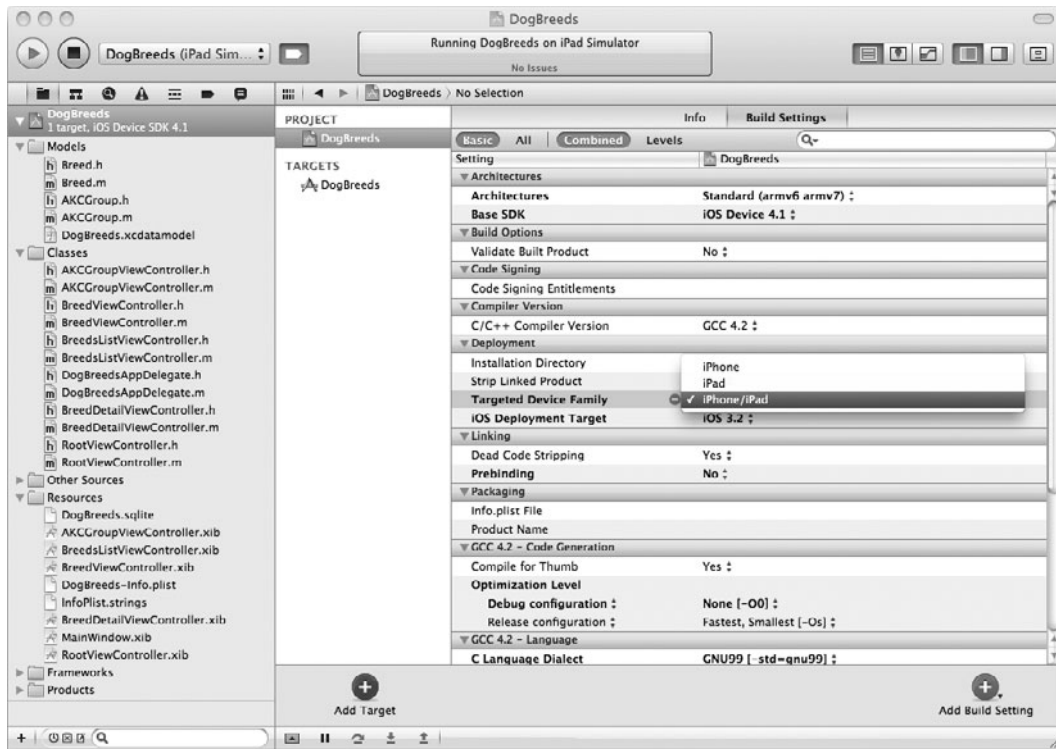 DogBreeds
DogBreeds (iPad Sim...
Running DogBreeds on iPad Simulator
No Issues
DogBreeds
No Selection
DogBreeds
1 target, iOS Device SDK 4.1
Models
Breed.h
Breed.m
AKCGroup.h
AKCGroup.m
DogBreeds.xcdatamodel
Classes
AKCGroupViewController.h
AKCGroupViewController.m
BreedViewController.h
BreedViewController.m
BreedsListViewController.h
BreedsListViewController.m
DogBreedsAppDelegate.h
DogBreedsAppDelegate.m
BreedDetailViewController.h
BreedDetailViewController.m
RootViewController.h
RootViewController.m
Other Sources
Resources
DogBreeds.sqlite
AKCGroupViewController.xib
BreedsListViewController.xib
BreedViewController.xib
DogBreeds-Info.plist
InfoPlist.strings
BreedDetailViewController.xib
MainWindow.xib
RootViewController.xib
Frameworks
Products
PROJECT
DogBreeds
TARGETS
DogBreeds
Info Build Settings
Basic All Combined Levels
Setting DogBreeds
Architectures
Architectures Standard (armv6 armv7)
Base SDK iOS Device 4.1
Build Options
Validate Built Product No
Code Signing
Code Signing Entitlements
Compiler Version
C/C++ Compiler Version GCC 4.2
Deployment
Installation Directory
Strip Linked Product
Targeted Device Family
iPhone
iPad
iPhone/iPad
iOS Deployment Target iOS 3.2
Linking
Dead Code Stripping Yes
Prebinding No
Packaging
Info.plist File
Product Name
GCC 4.2 - Code Generation
Compile for Thumb Yes
Optimization Level
Debug configuration None [-O0]
Release configuration Fastest, Smallest [-Os]
GCC 4.2 - Language
C Language Dialect GNU99 [-std=gnu99]
Add Target
Add Build Setting